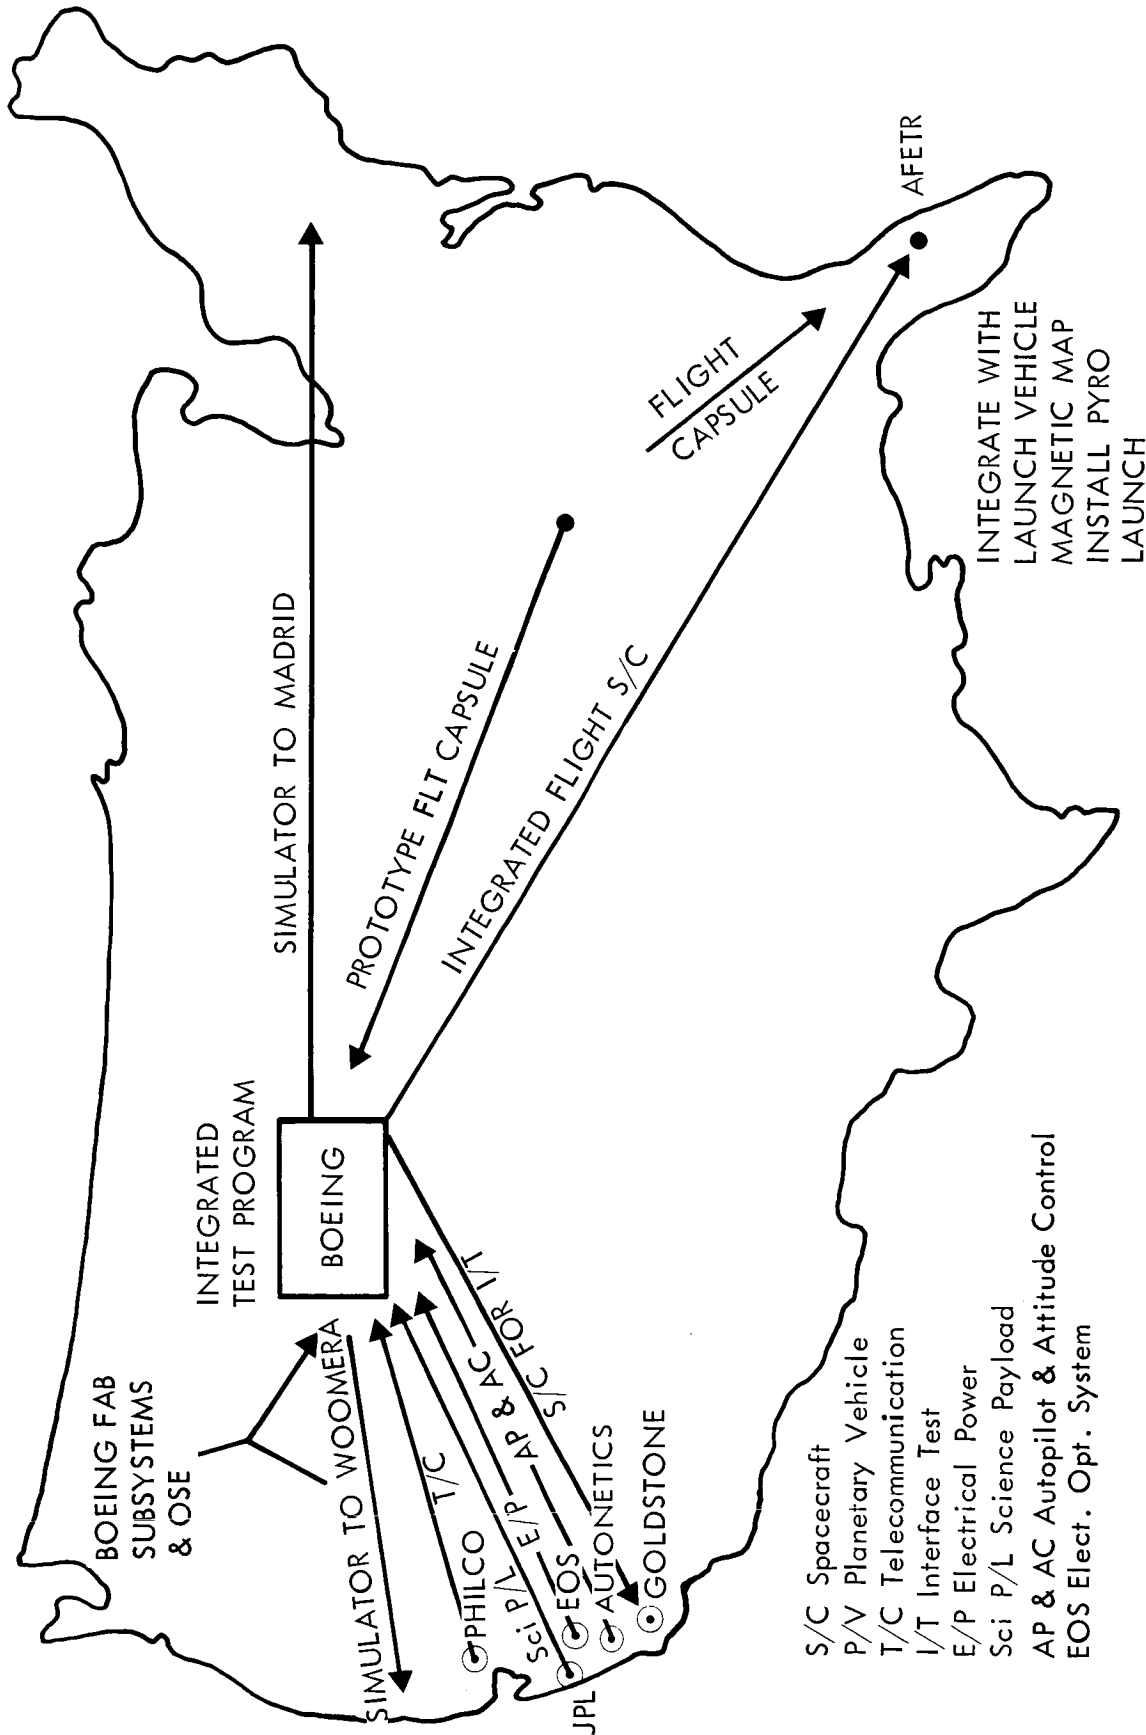 BOEING FAB
SUBSYSTEMS
& OSE
INTEGRATED
TEST PROGRAM
BOEING
SIMULATOR TO MADRID
SIMULATOR TO WOOMERA
PROTOTYPE FLT CAPSULE
T/C
PHILCO
Sci P/L
E/P
AP & AC
S/C FOR I/T
JPL
EOS
AUTONETICS
GOLDSTONE
INTEGRATED FLIGHT S/C
FLIGHT
CAPSULE
AFETR
S/C Spacecraft
P/V Planetary Vehicle
T/C Telecommunication
I/T Interface Test
E/P Electrical Power
Sci P/L Science Payload
AP & AC Autopilot & Attitude Control
EOS Elect. Opt. System
INTEGRATE WITH
LAUNCH VEHICLE
MAGNETIC MAP
INSTALL PYRO
LAUNCH